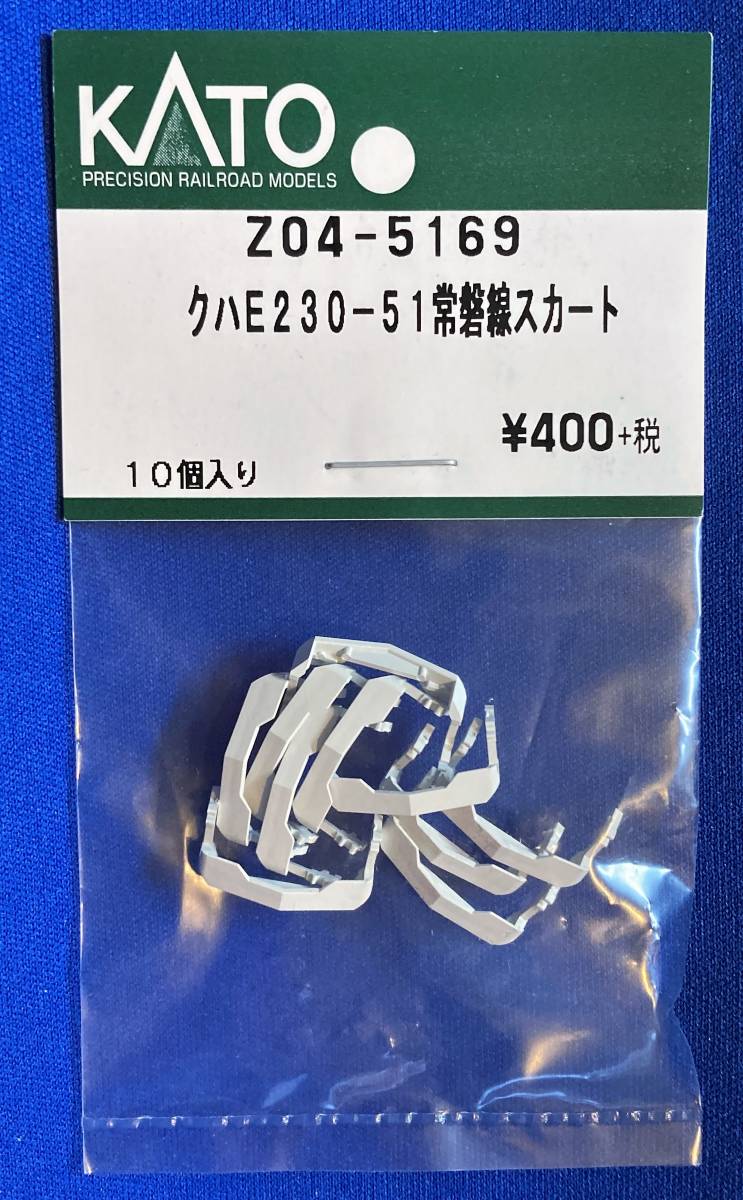 KATO
PRECISION RAILROAD MODELS
Z04-5169
クハE230-51常磐線スカート
¥400+税
10個入り